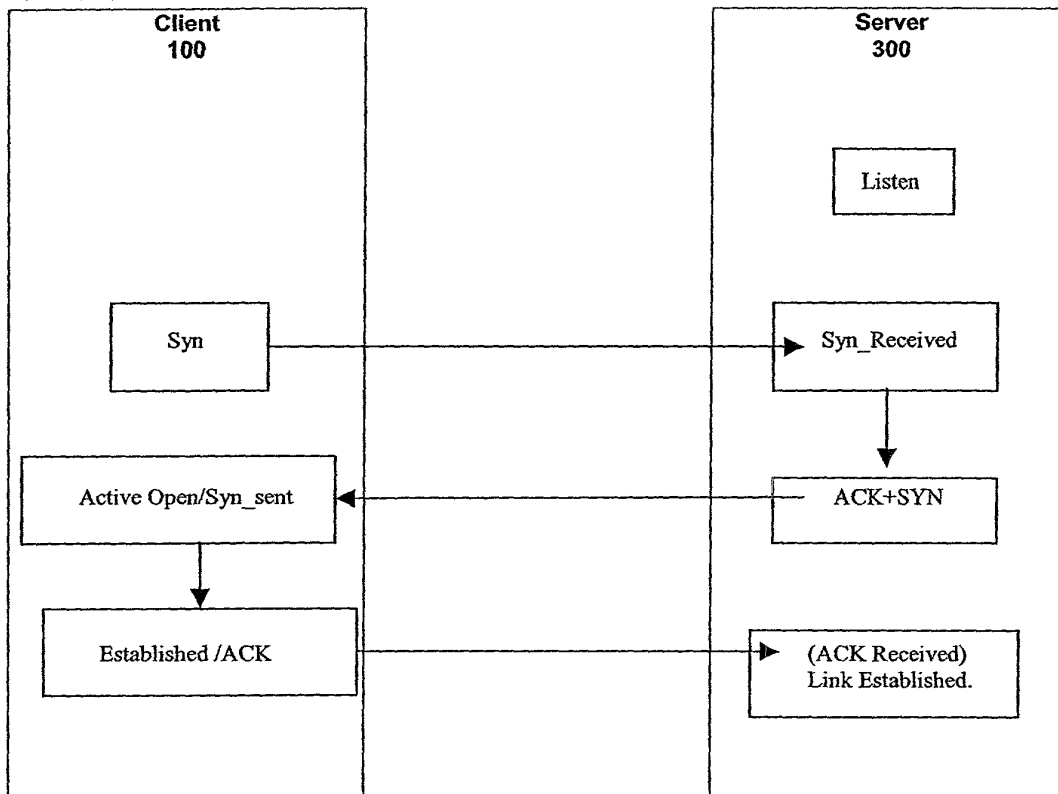 Client
100
Server
300
Listen
Syn
Syn_Received
Active Open/Syn_sent
ACK+SYN
Established /ACK
(ACK Received)
Link Established.